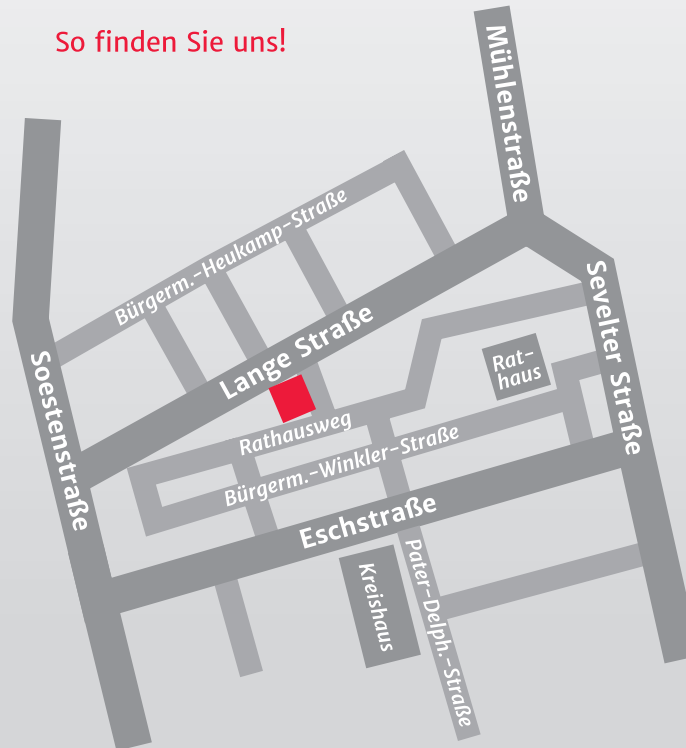 So finden Sie uns!
Mühlenstraße
Bürgerm.-Heukamp-Straße
Lange Straße
Sevelter Straße
Soestenstraße
Rat-
haus
Rathausweg
Bürgerm.-Winkler-Straße
Eschstraße
Kreishaus
Pater-Delph.-Straße